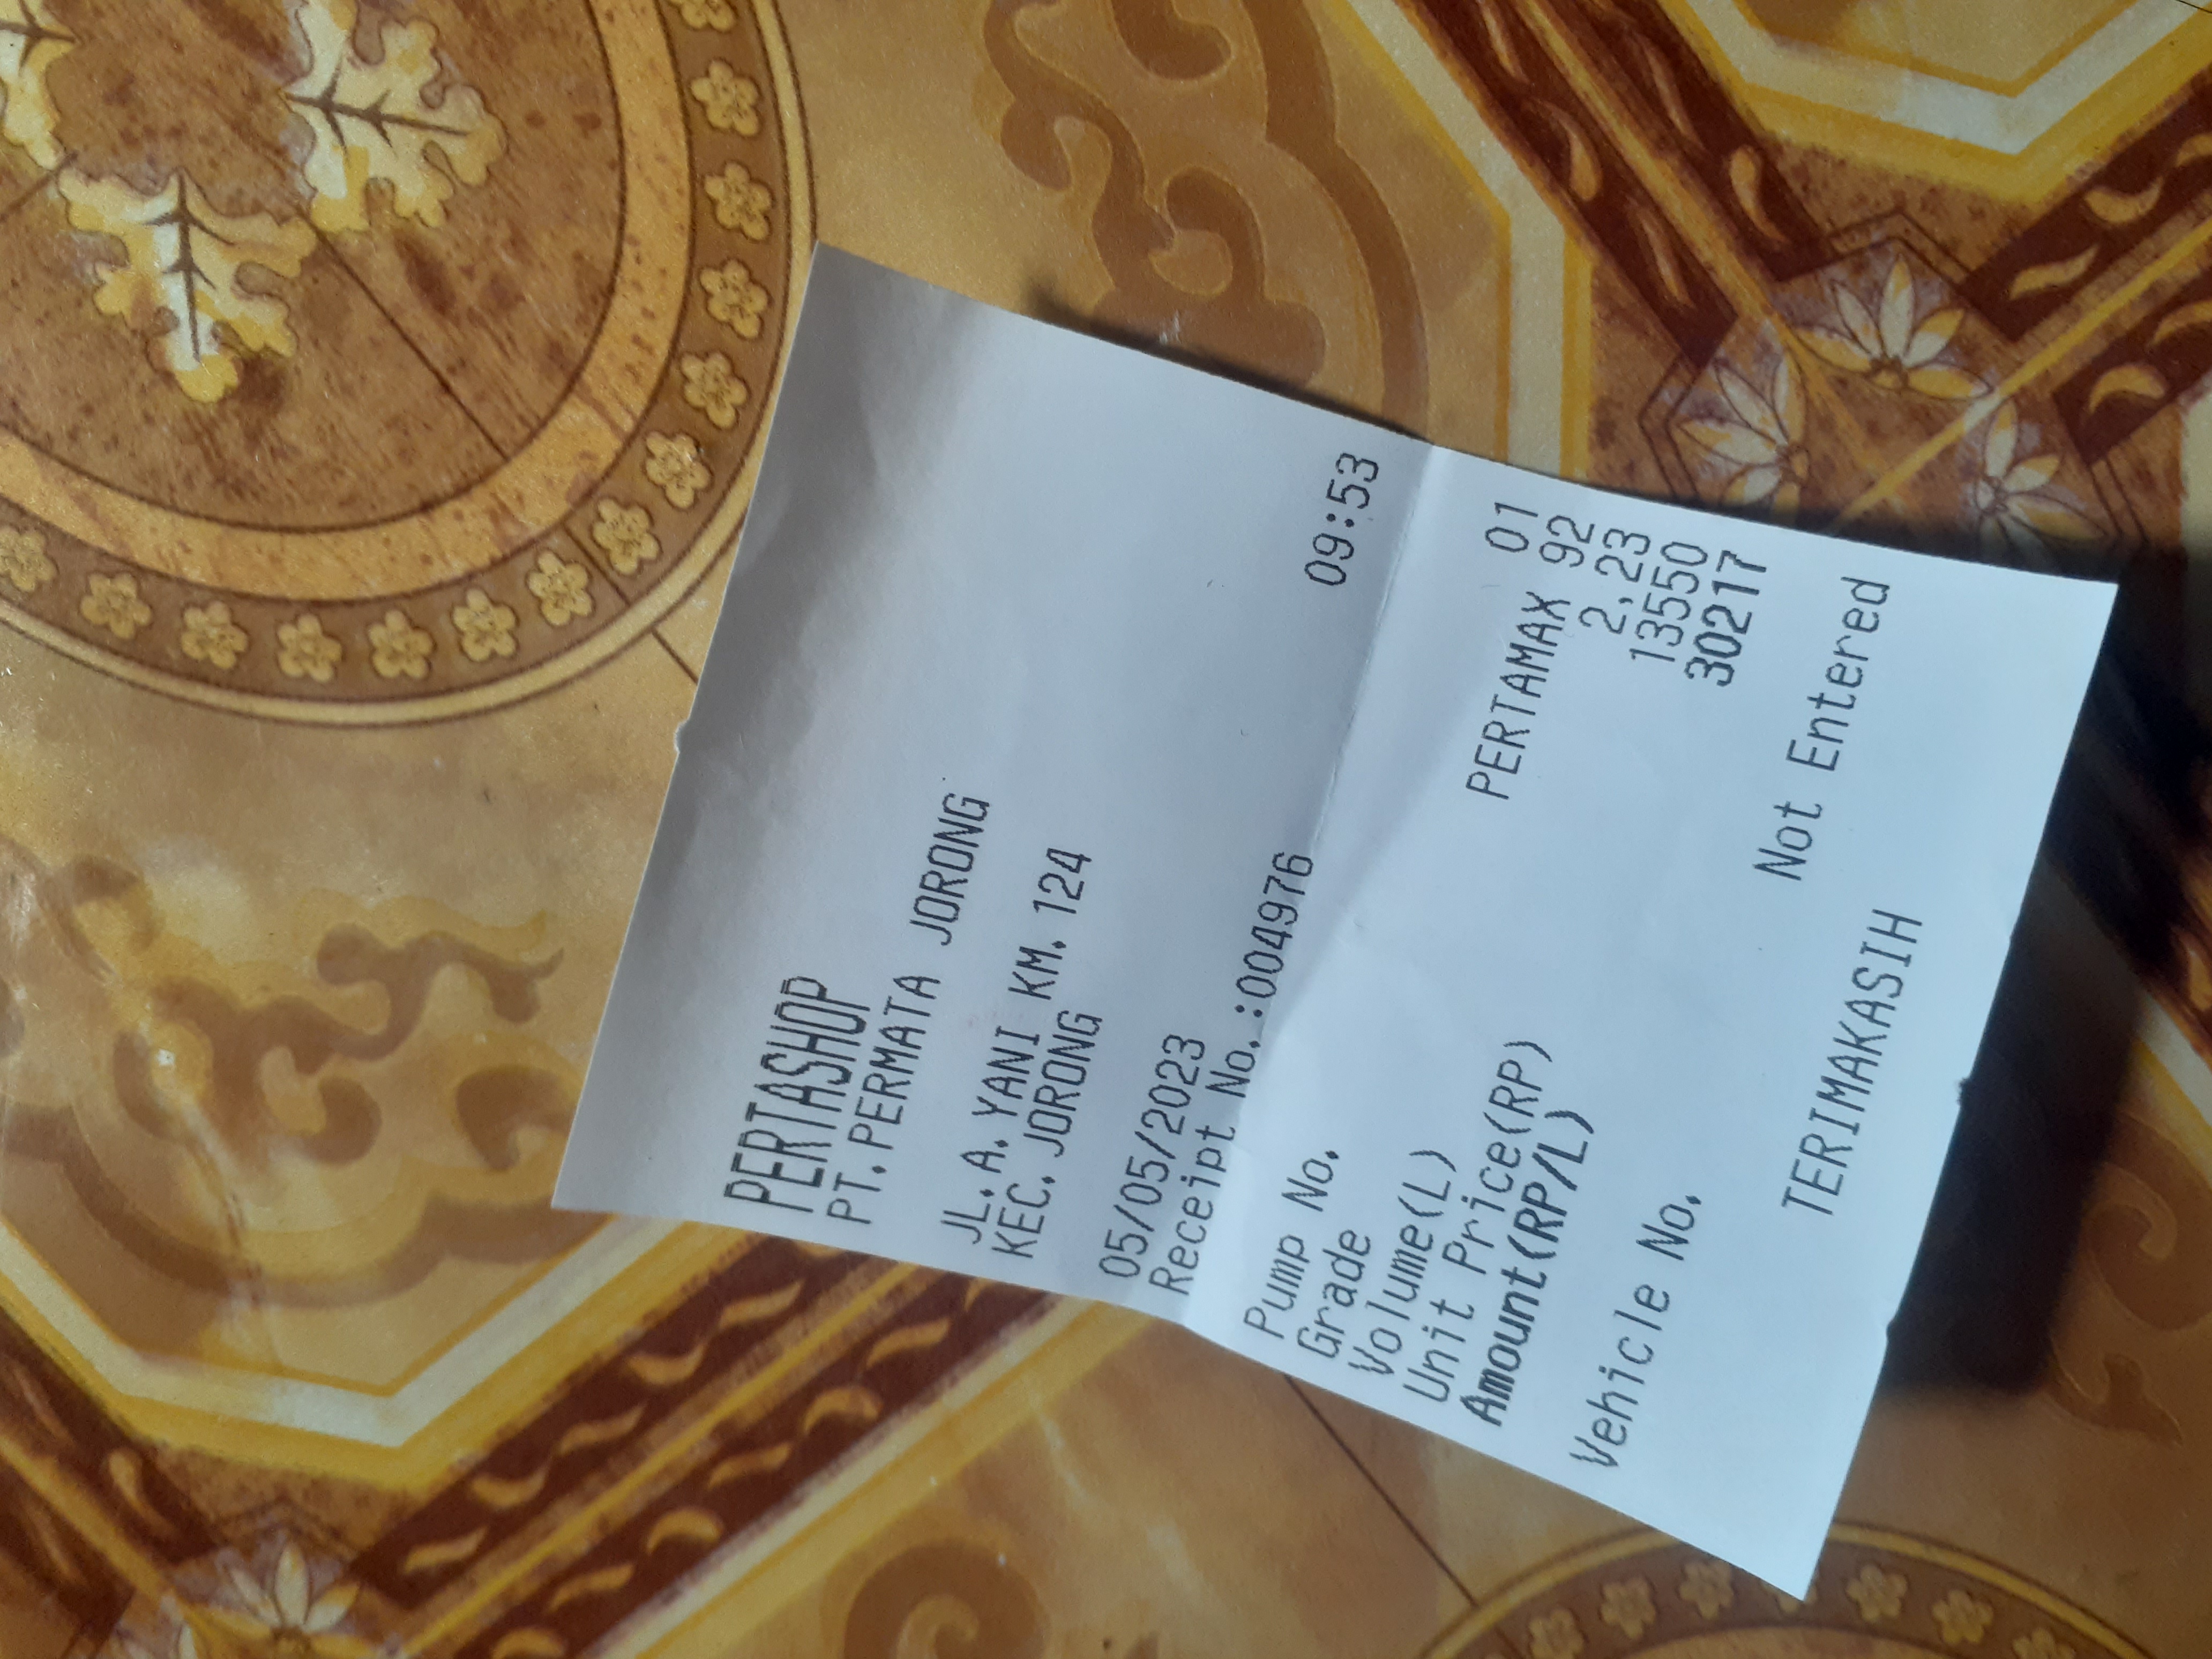 PERTASHOP
PT.PERMATA JORONG
JL.A.YANI KM.124
KEC. JORONG
05/05/2023 09:53
Receipt No.:004976
Pump No. 01
Grade PERTAMAX 92
Volume(L) 2,23
Unit Price(RP) 13550
Amount(RP/L) 30217
Vehicle No. Not Entered
TERIMAKASIH